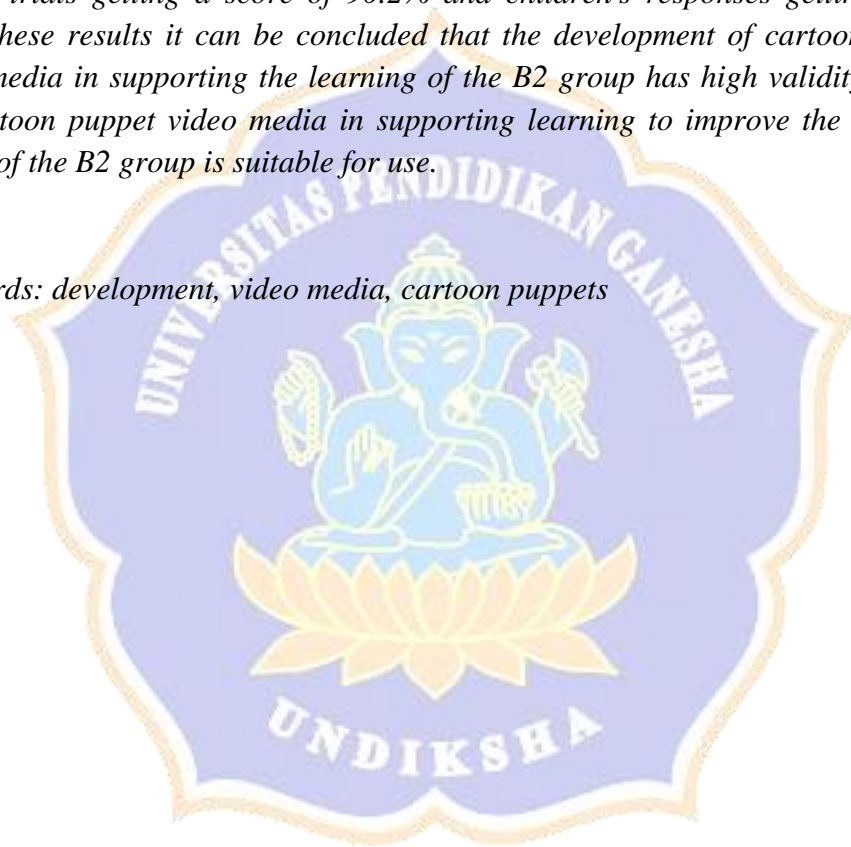 trials getting a score of and children's responses getting
hese results it can be concluded that the development of cartoon
media in supporting the learning of the B2 group has high validity
toon puppet video media in supporting learning to improve the
of the B2 group is suitable for use.
rds: development, video media, cartoon puppets
UNIVERSITAS PENDIDIKAN GANESHA
UNDIKSHA